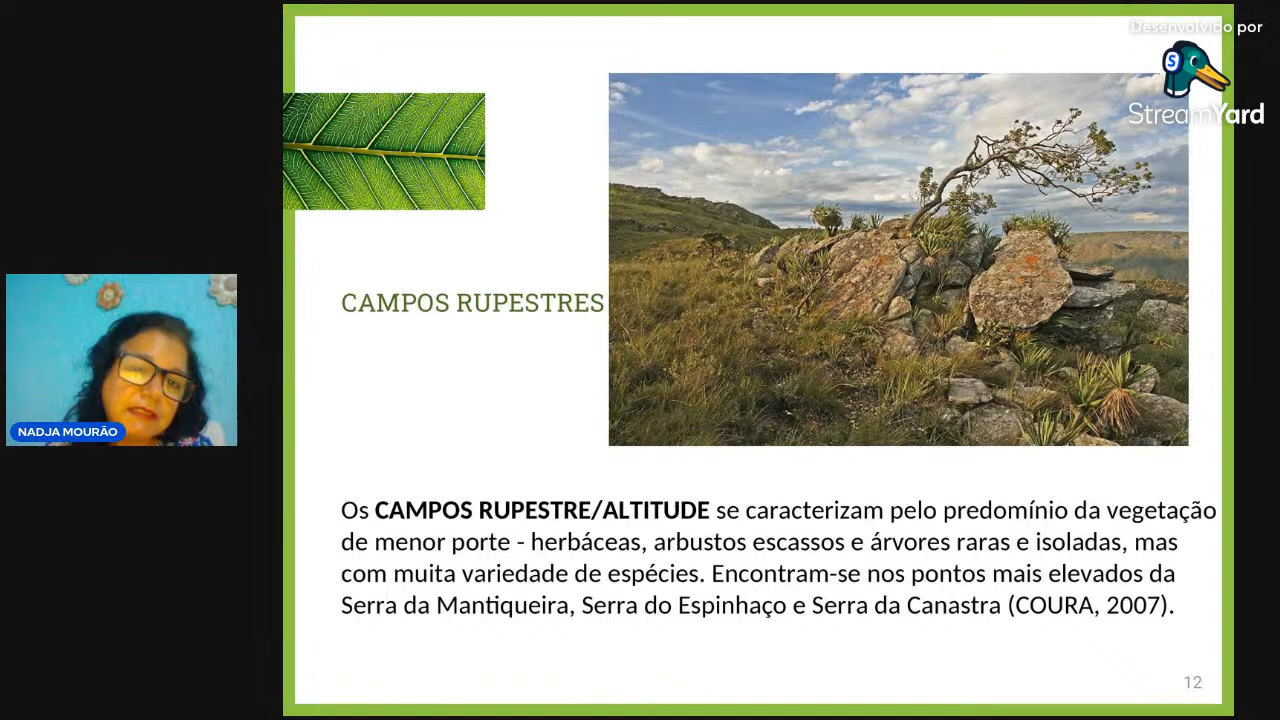 Desenvolvido por
StreamYard
CAMPOS RUPESTRES
NADJA MOURÃO
Os CAMPOS RUPESTRE/ALTITUDE se caracterizam pelo predomínio da vegetação
de menor porte - herbáceas, arbustos escassos e árvores raras e isoladas, mas
com muita variedade de espécies. Encontram-se nos pontos mais elevados da
Serra da Mantiqueira, Serra do Espinhaço e Serra da Canastra (COURA, 2007).
12